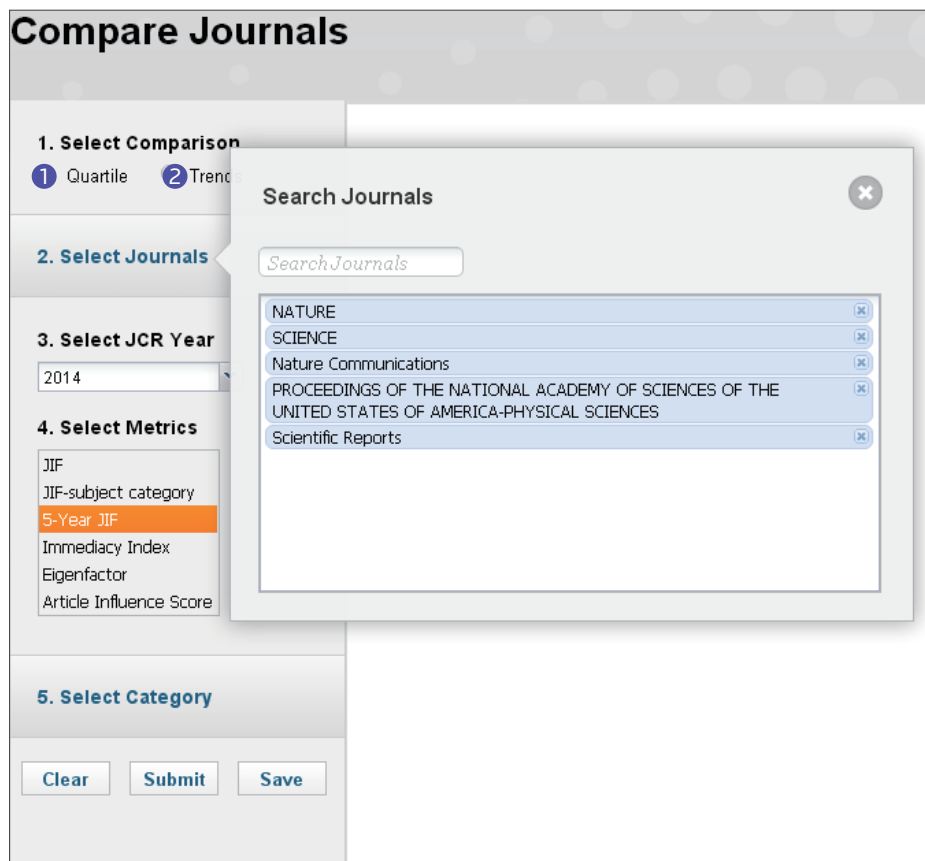 Compare Journals
1. Select Comparison
1 Quartile 2 Trends
2. Select Journals
3. Select JCR Year
2014
4. Select Metrics
JIF
JIF-subject category
5-Year JIF
Immediacy Index
Eigenfactor
Article Influence Score
5. Select Category
Clear Submit Save
Search Journals
Search Journals
NATURE
SCIENCE
Nature Communications
PROCEEDINGS OF THE NATIONAL ACADEMY OF SCIENCES OF THE
UNITED STATES OF AMERICA-PHYSICAL SCIENCES
Scientific Reports